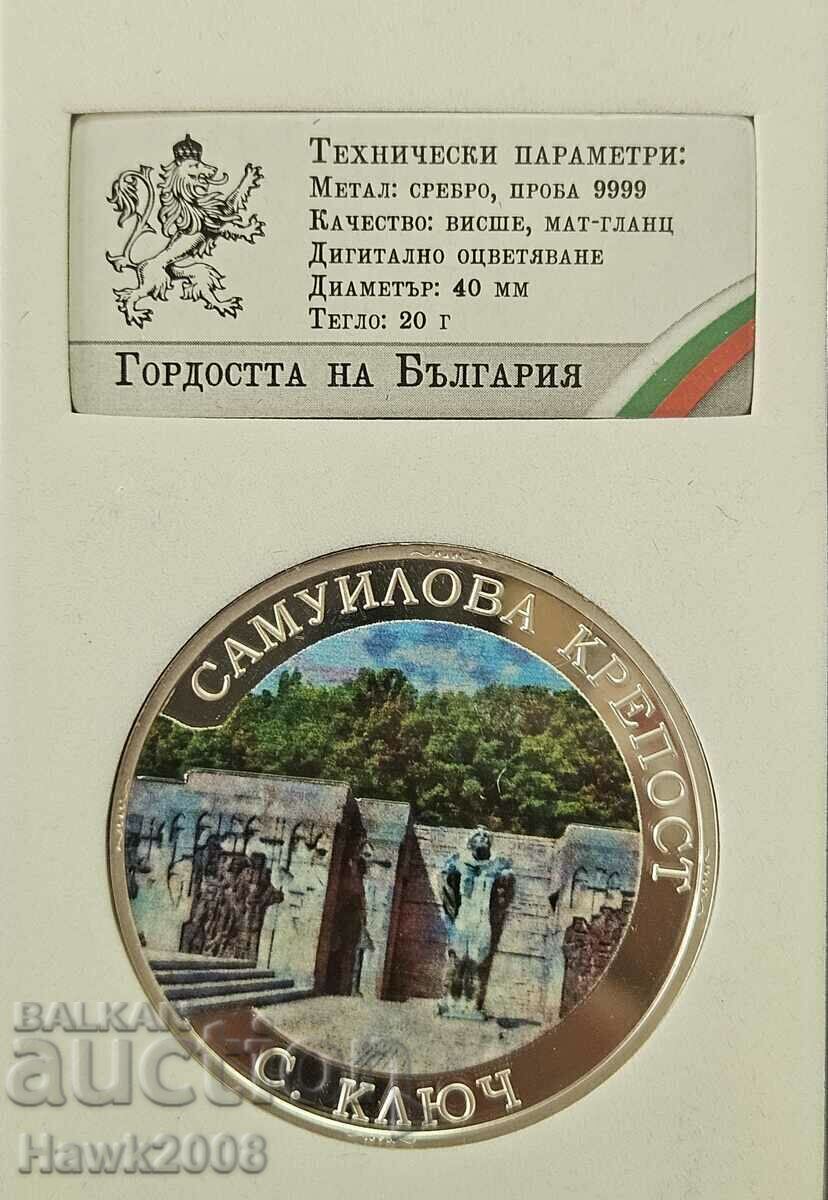 Технически параметри:
Метал: сребро, проба 9999
Качество: висше, мат-гланц
Дигитално оцветяване
Диаметър: 40 мм
Тегло: 20 г
Гордостта на България
САМУИЛОВА КРЕПОСТ
С. КЛЮЧ
BALKAN
auction
Hawk2008